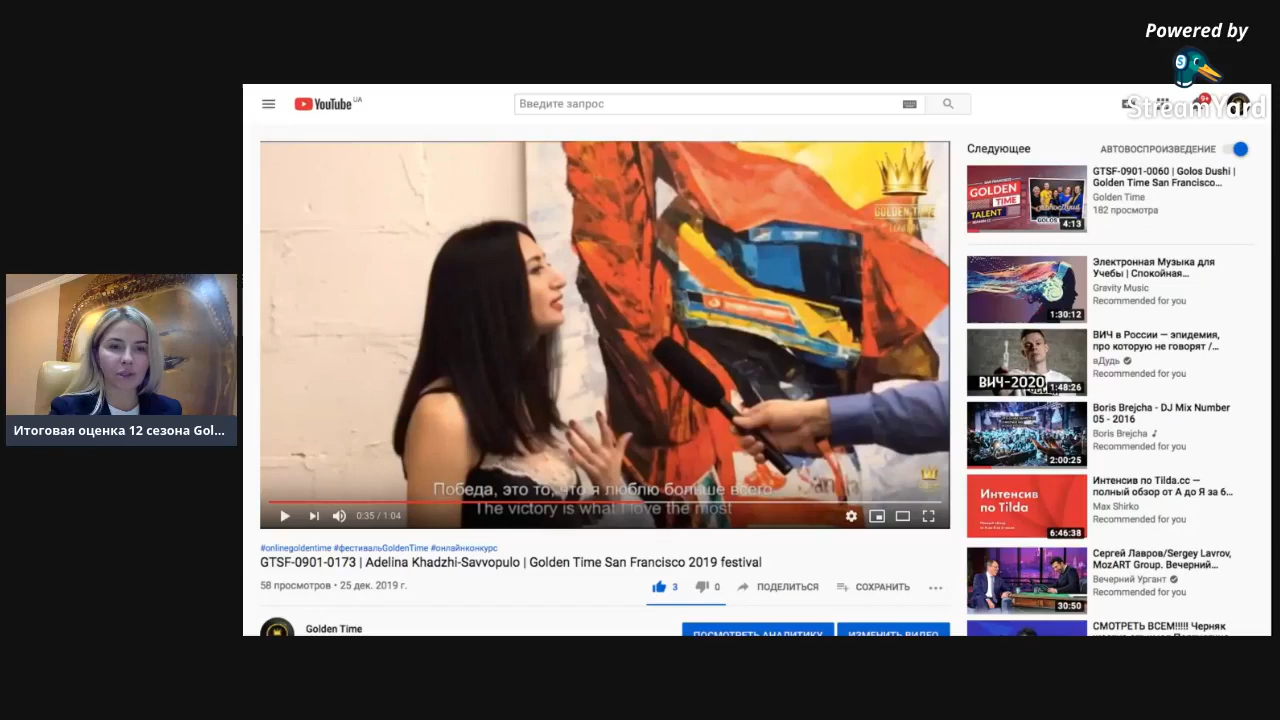 Powered by
StreamYard
YouTube UA
Введите запрос
9+
GOLDEN TIME
Победа, это то, что я люблю больше всего
The victory is what I love the most
0:35 / 1:04
#onlinegoldentime #фестивальGoldenTime #онлайнконкурс
GTSF-0901-0173 | Adelina Khadzhi-Savvopulo | Golden Time San Francisco 2019 festival
58 просмотров • 25 дек. 2019 г.
3
0
ПОДЕЛИТЬСЯ
СОХРАНИТЬ
Golden Time
ПОСМОТРЕТЬ АНАЛИТИКУ
ИЗМЕНИТЬ ВИДЕО
Итоговая оценка 12 сезона Gol...
Следующее
АВТОВОСПРОИЗВЕДЕНИЕ
GOLDEN
TIME
TALENT
4:13
GTSF-0901-0060 | Golos Dushi |
Golden Time San Francisco...
Golden Time
182 просмотра
1:30:12
Электронная Музыка для
Учебы | Спокойная...
Gravity Music
Recommended for you
ВИЧ-2020
1:48:26
ВИЧ в России — эпидемия,
про которую не говорят /...
вДудь
Recommended for you
2:00:25
Boris Brejcha - DJ Mix Number
05 - 2016
Boris Brejcha
Recommended for you
Интенсив
по Tilda
6:46:38
Интенсив по Tilda.cc —
полный обзор от А до Я за 6...
Max Shirko
Recommended for you
30:50
Сергей Лавров/Sergey Lavrov,
MozART Group. Вечерний...
Вечерний Ургант
Recommended for you
СМОТРЕТЬ ВСЕМ!!!!! Черняк